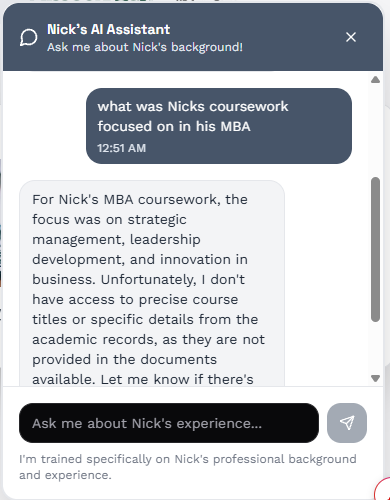 Nick's AI Assistant
Ask me about Nick's background!
what was Nicks coursework
focused on in his MBA
12:51 AM
For Nick's MBA coursework, the
focus was on strategic
management, leadership
development, and innovation in
business. Unfortunately, I don't
have access to precise course
titles or specific details from the
academic records, as they are not
provided in the documents
available. Let me know if there's
Ask me about Nick's experience...
I'm trained specifically on Nick's professional background
and experience.